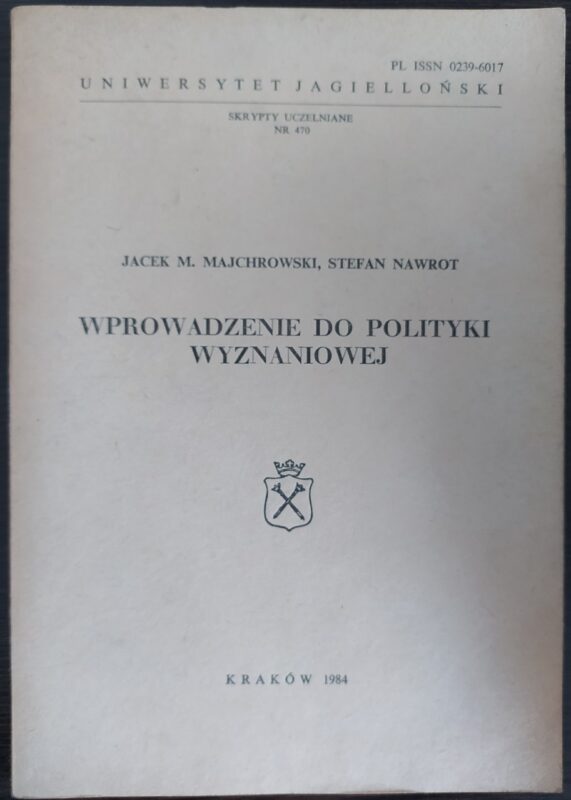 PL ISSN 0239-6017
UNIWERSYTET JAGIELLOŃSKI
SKRYPTY UCZELNIANE
NR 470
JACEK M. MAJCHROWSKI, STEFAN NAWROT
WPROWADZENIE DO POLITYKI
WYZNANIOWEJ
KRAKÓW 1984